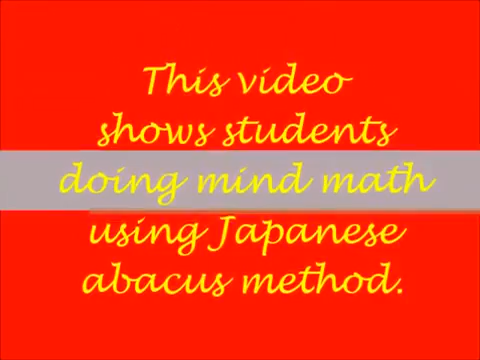 This video
shows students
doing mind math
using Japanese
abacus method.